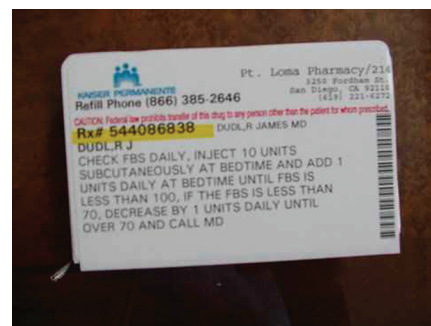 Pt. Loma Pharmacy/214
3250 Fordham St.
San Diego, CA 92110
(619) 221-6272
KAISER PERMANENTE
Refill Phone (866) 385-2646
CAUTION: Federal law prohibits transfer of this drug to any person other than the patient for whom prescribed.
Rx# 544086838 DUDL,R JAMES MD
DUDL,R J
CHECK FBS DAILY, INJECT 10 UNITS
SUBCUTANEOUSLY AT BEDTIME AND ADD 1
UNITS DAILY AT BEDTIME UNTIL FBS IS
LESS THAN 100, IF THE FBS IS LESS THAN
70, DECREASE BY 1 UNITS DAILY UNTIL
OVER 70 AND CALL MD